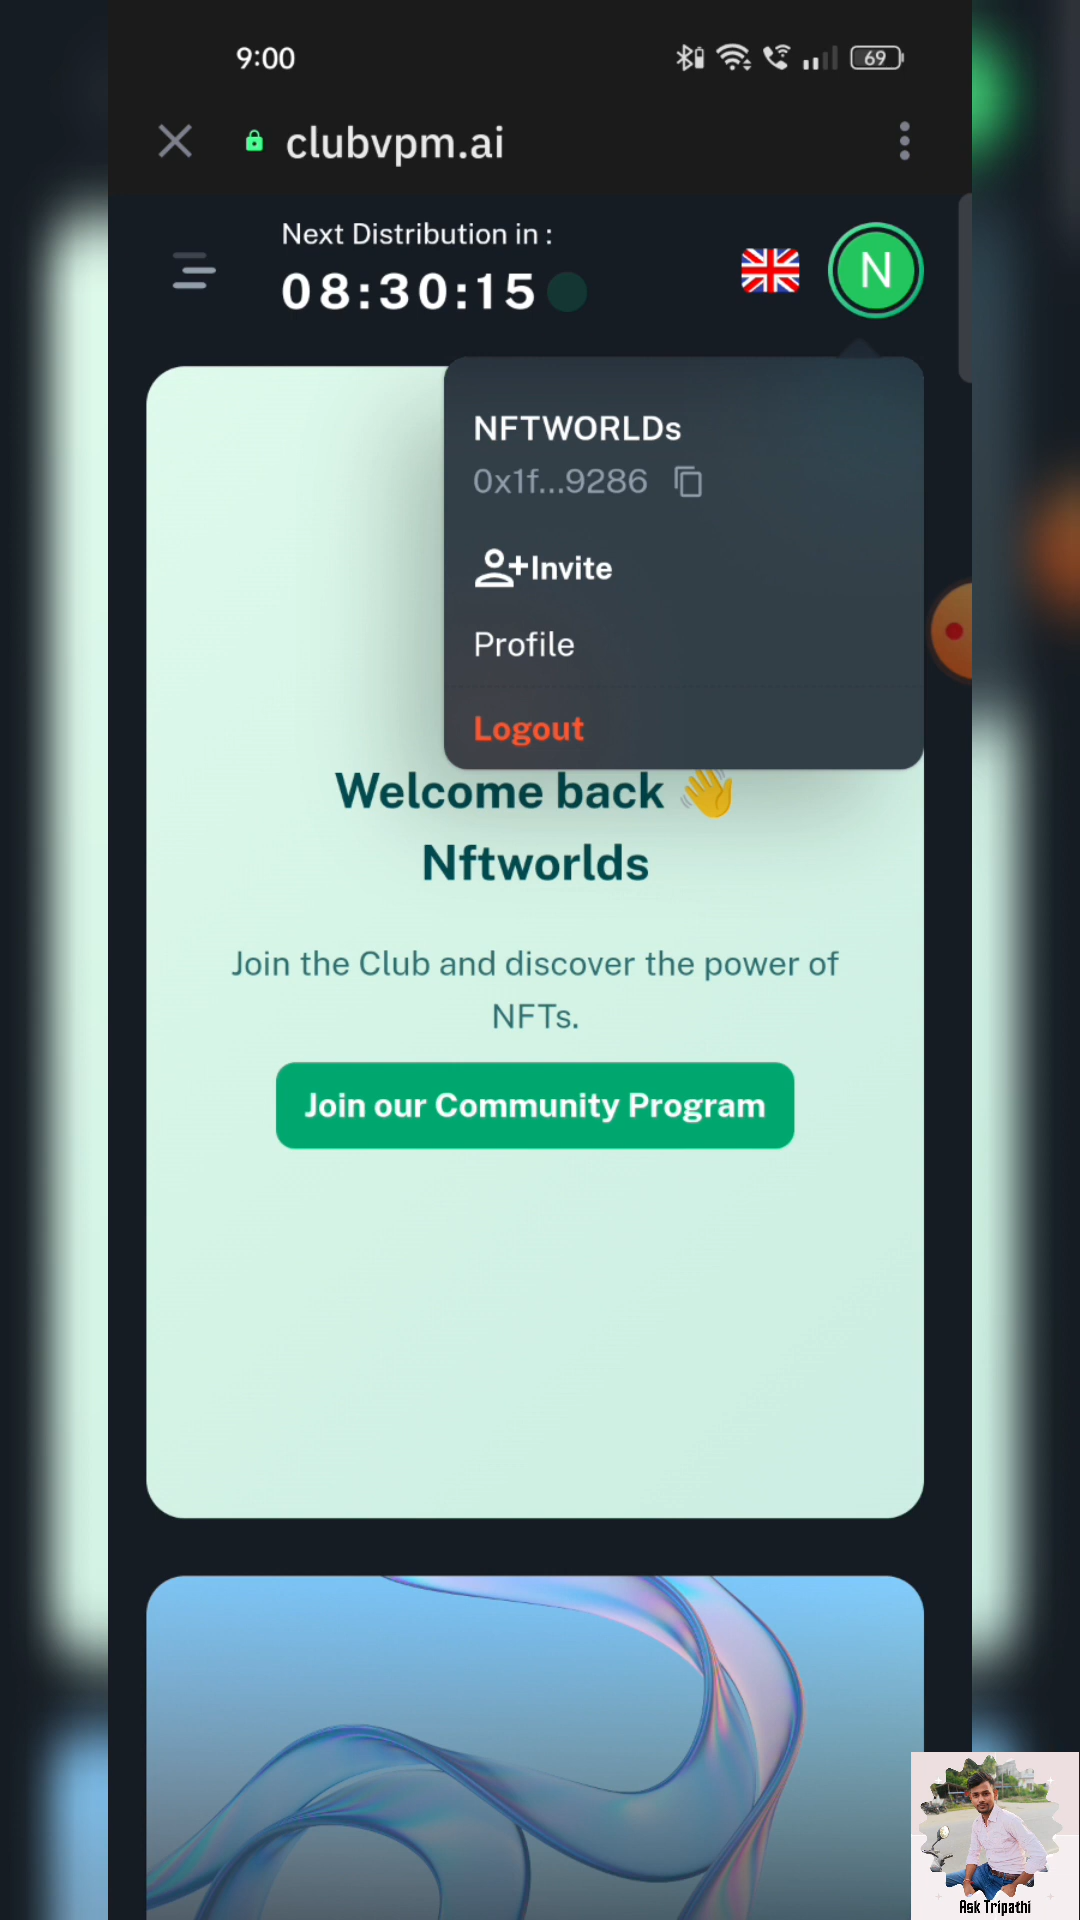 9:00
69
clubvpm.ai
Next Distribution in :
08:30:15
N
NFTWORLDs
0x1f...9286
Invite
Profile
Logout
Welcome back 👋
Nftworlds
Join the Club and discover the power of
NFTs.
Join our Community Program
Ask Tripathi